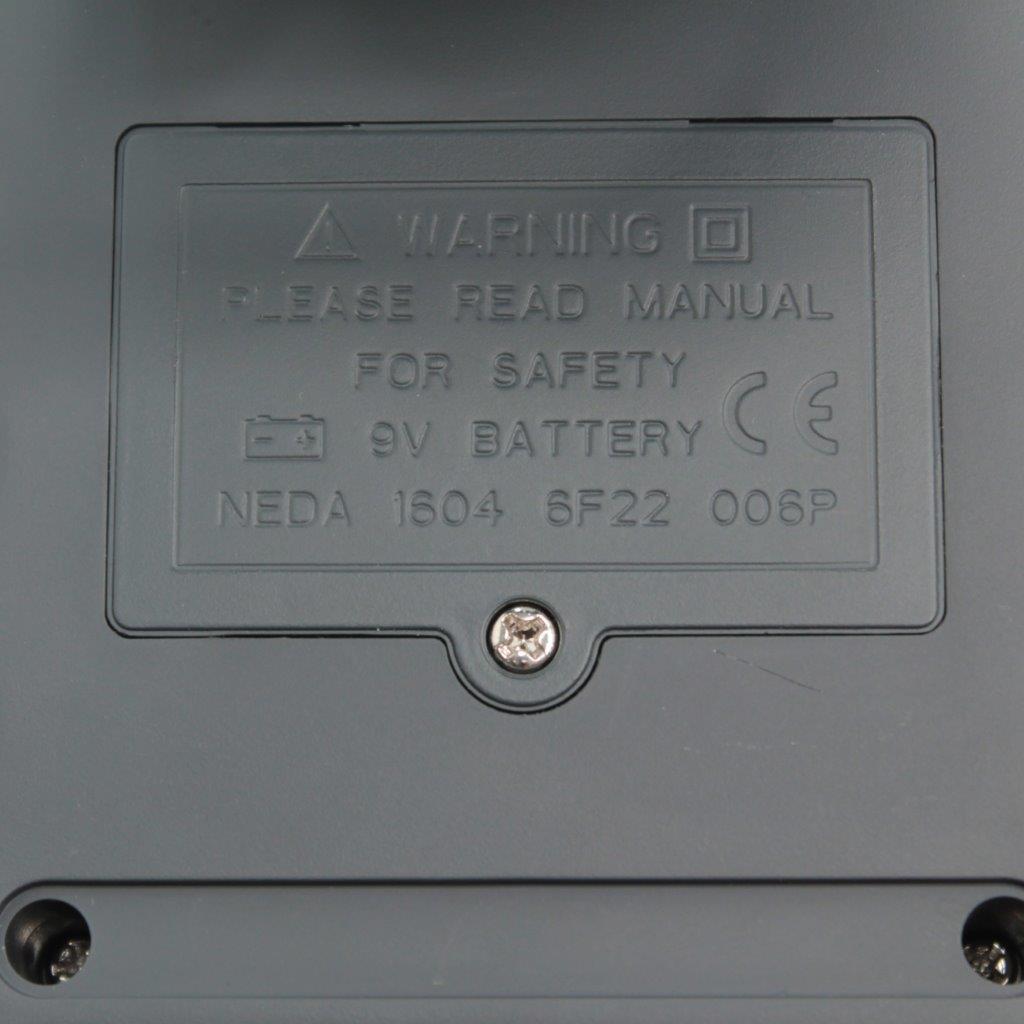 WARNING
PLEASE READ MANUAL
FOR SAFETY
9V BATTERY CE
NEDA 1604 6F22 006P